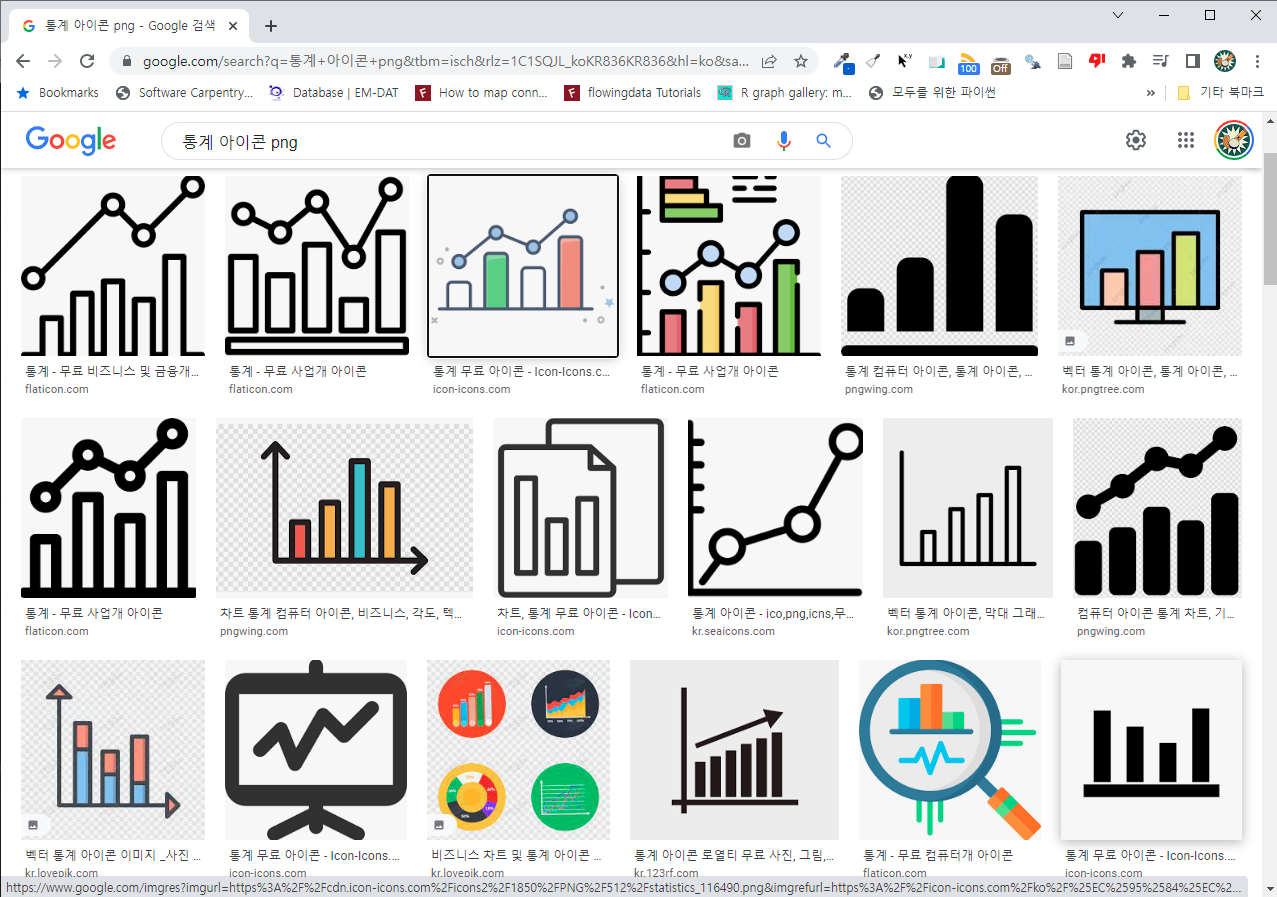 통계 아이콘 png - Google 검색
google.com/search?q=통계+아이콘+png&tbm=isch&rlz=1C1SQJL_koKR836KR836&hl=ko&sa...
100
Off
Bookmarks
Software Carpentry...
Database | EM-DAT
How to map conn...
flowingdata Tutorials
R graph gallery: m...
모두를 위한 파이썬
»
기타 북마크
Google
통계 아이콘 png
통계 - 무료 비즈니스 및 금융개...
flaticon.com
통계 - 무료 사업개 아이콘
flaticon.com
통계 무료 아이콘 - Icon-Icons.c...
icon-icons.com
통계 - 무료 사업개 아이콘
flaticon.com
통계 컴퓨터 아이콘, 통계 아이콘, ...
pngwing.com
벡터 통계 아이콘, 통계 아이콘, ...
kor.pngtree.com
통계 - 무료 사업개 아이콘
flaticon.com
차트 통계 컴퓨터 아이콘, 비즈니스, 각도, 텍...
pngwing.com
차트, 통계 무료 아이콘 - Icon...
icon-icons.com
통계 아이콘 - ico,png,icns,무...
kr.seaicons.com
벡터 통계 아이콘, 막대 그래...
kor.pngtree.com
컴퓨터 아이콘 통계 차트, 기...
pngwing.com
벡터 통계 아이콘 이미지 _사진 ...
kr.lovepik.com
통계 무료 아이콘 - Icon-Icons....
icon-icons.com
비즈니스 차트 및 통계 아이콘 ...
kr.lovepik.com
통계 아이콘 로열티 무료 사진, 그림,...
kr.123rf.com
통계 - 무료 컴퓨터개 아이콘
flaticon.com
통계 무료 아이콘 - Icon-Icons....
icon-icons.com
https://www.google.com/imgres?imgurl=https%3A%2F%2Fcdn.icon-icons.com%2Ficons2%2F1850%2FPNG%2F512%2Fstatistics_116490.png&imgrefurl=https%3A%2F%2Ficon-icons.com%2Fko%2F%25EC%2595%2584%25EC%2...